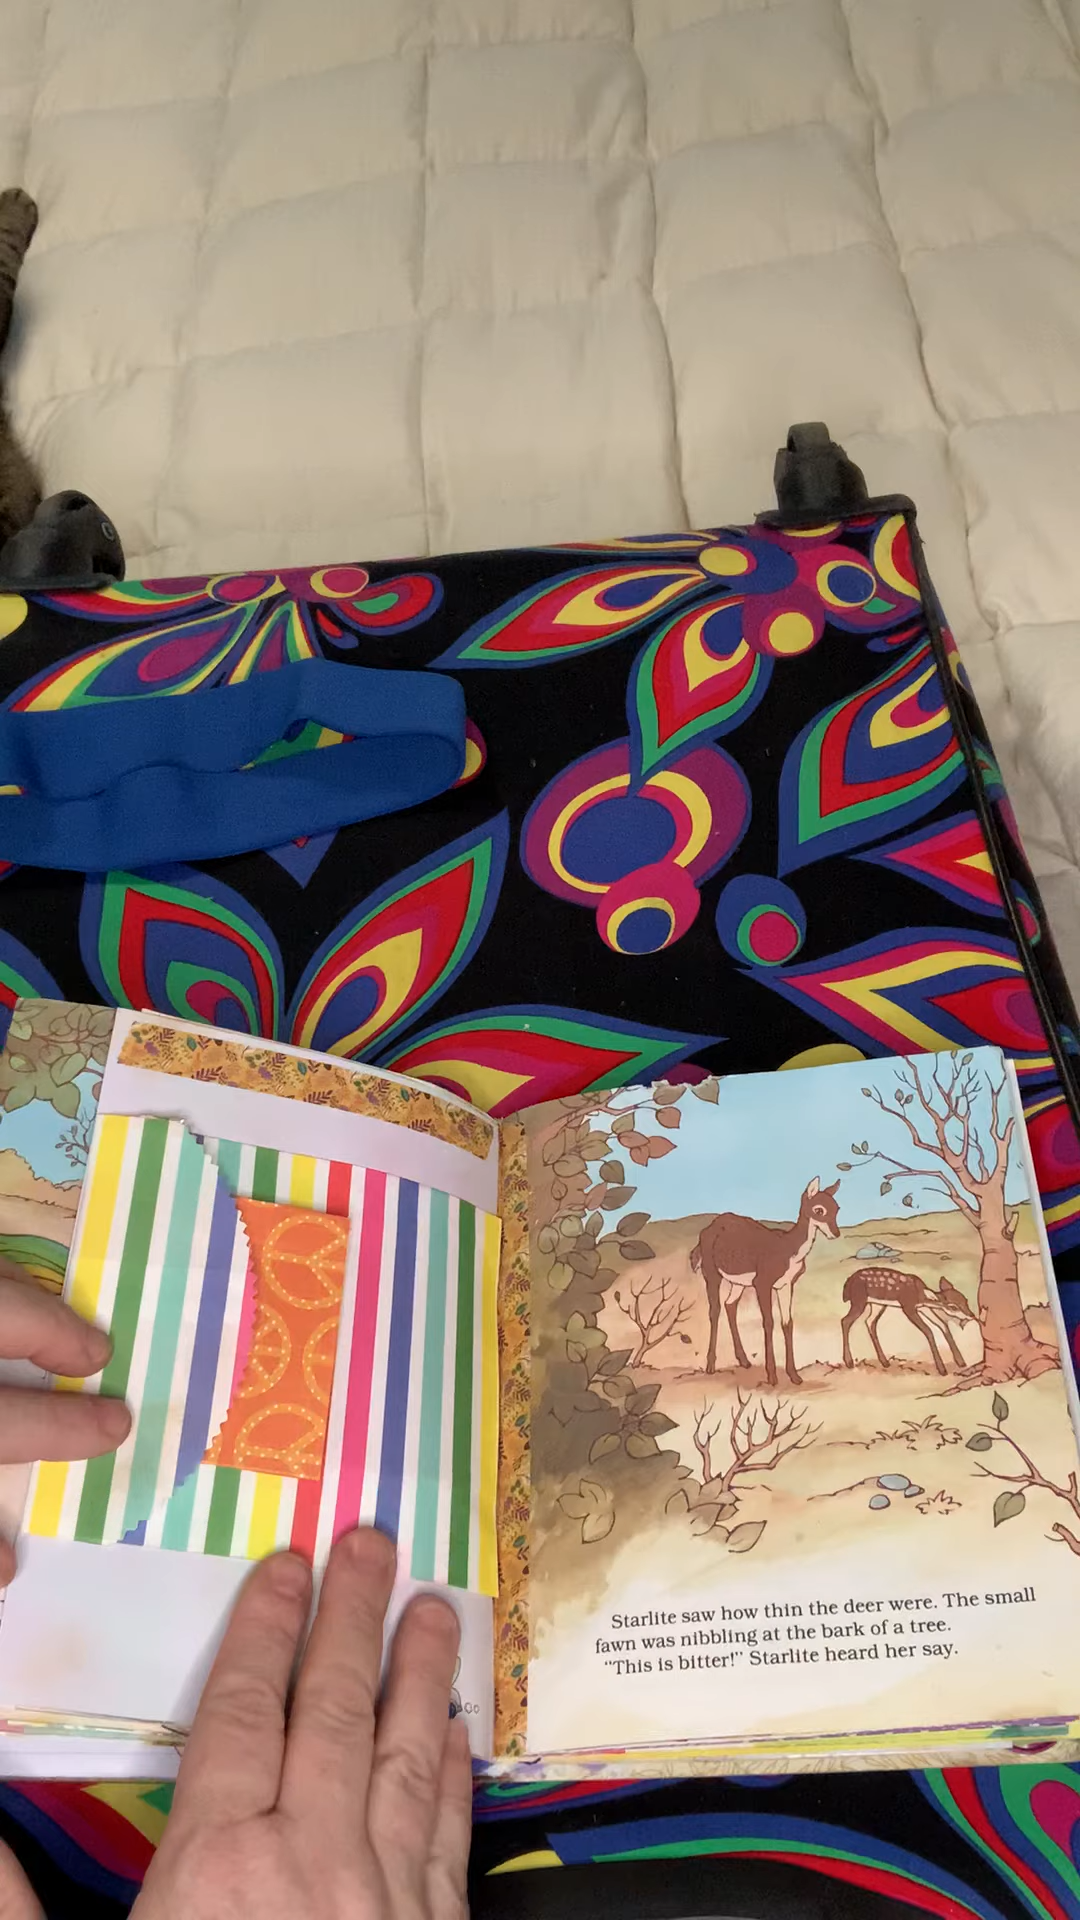 Starlite saw how thin the deer were. The small
fawn was nibbling at the bark of a tree.
“This is bitter!” Starlite heard her say.